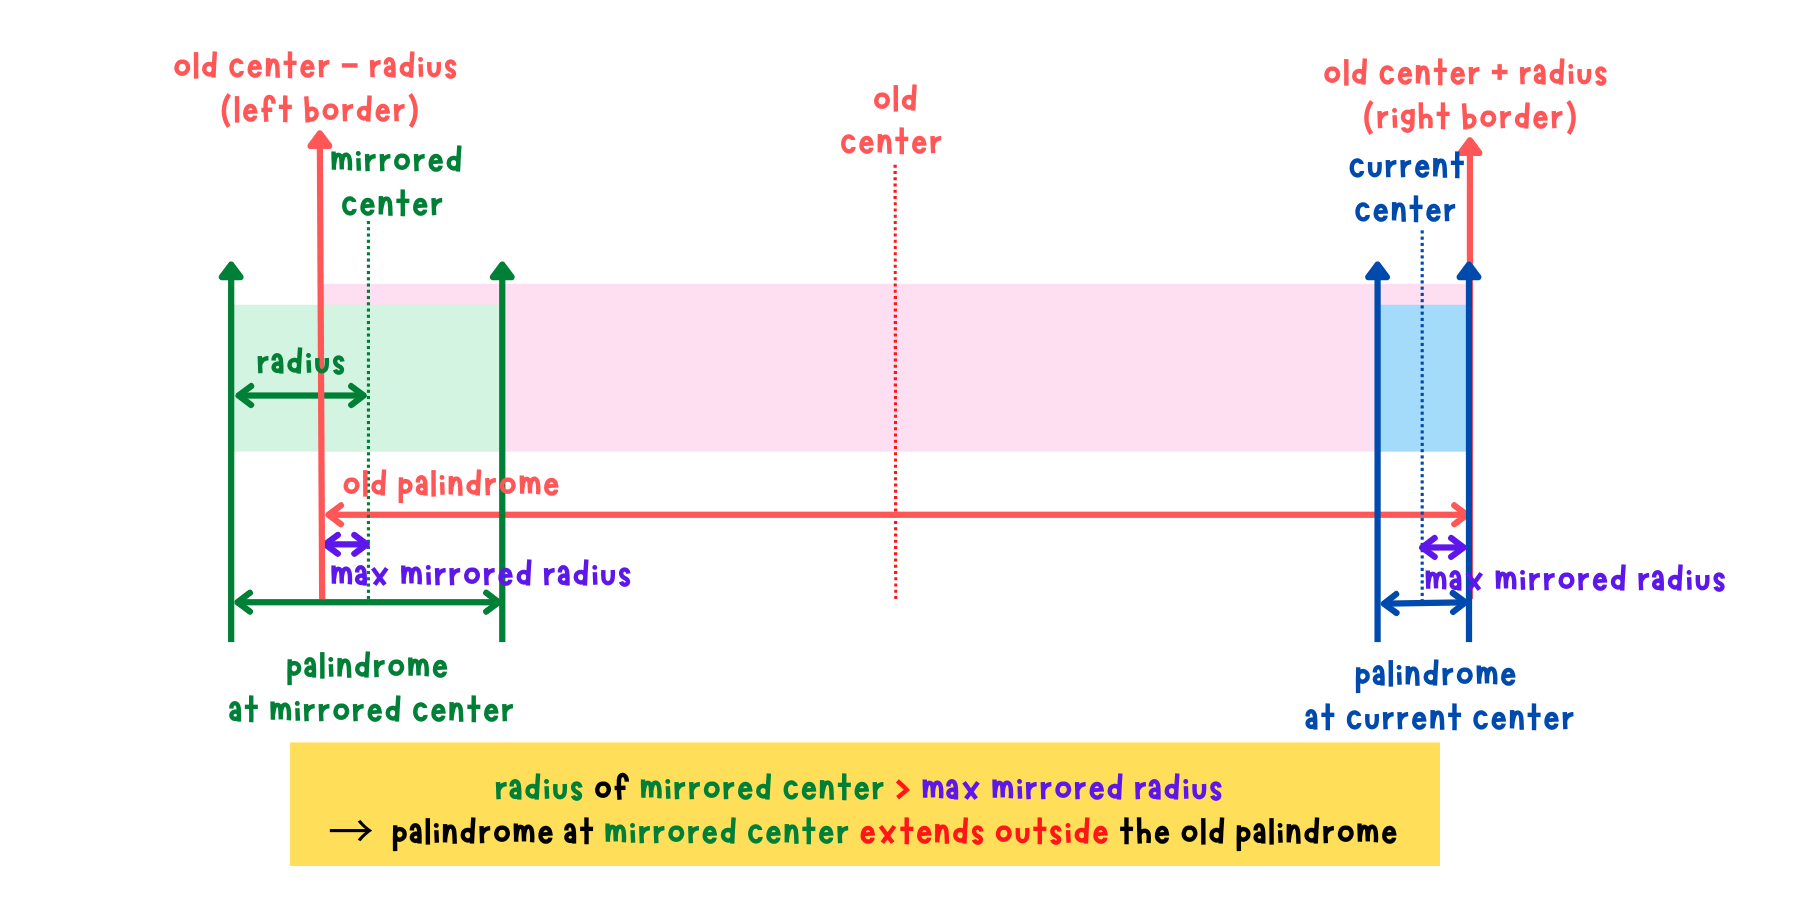 old center - radius
(left border)
old center + radius
(right border)
old
center
mirrored
center
current
center
radius
old palindrome
max mirrored radius
max mirrored radius
palindrome
at mirrored center
palindrome
at current center
radius of mirrored center > max mirrored radius
→ palindrome at mirrored center extends outside the old palindrome